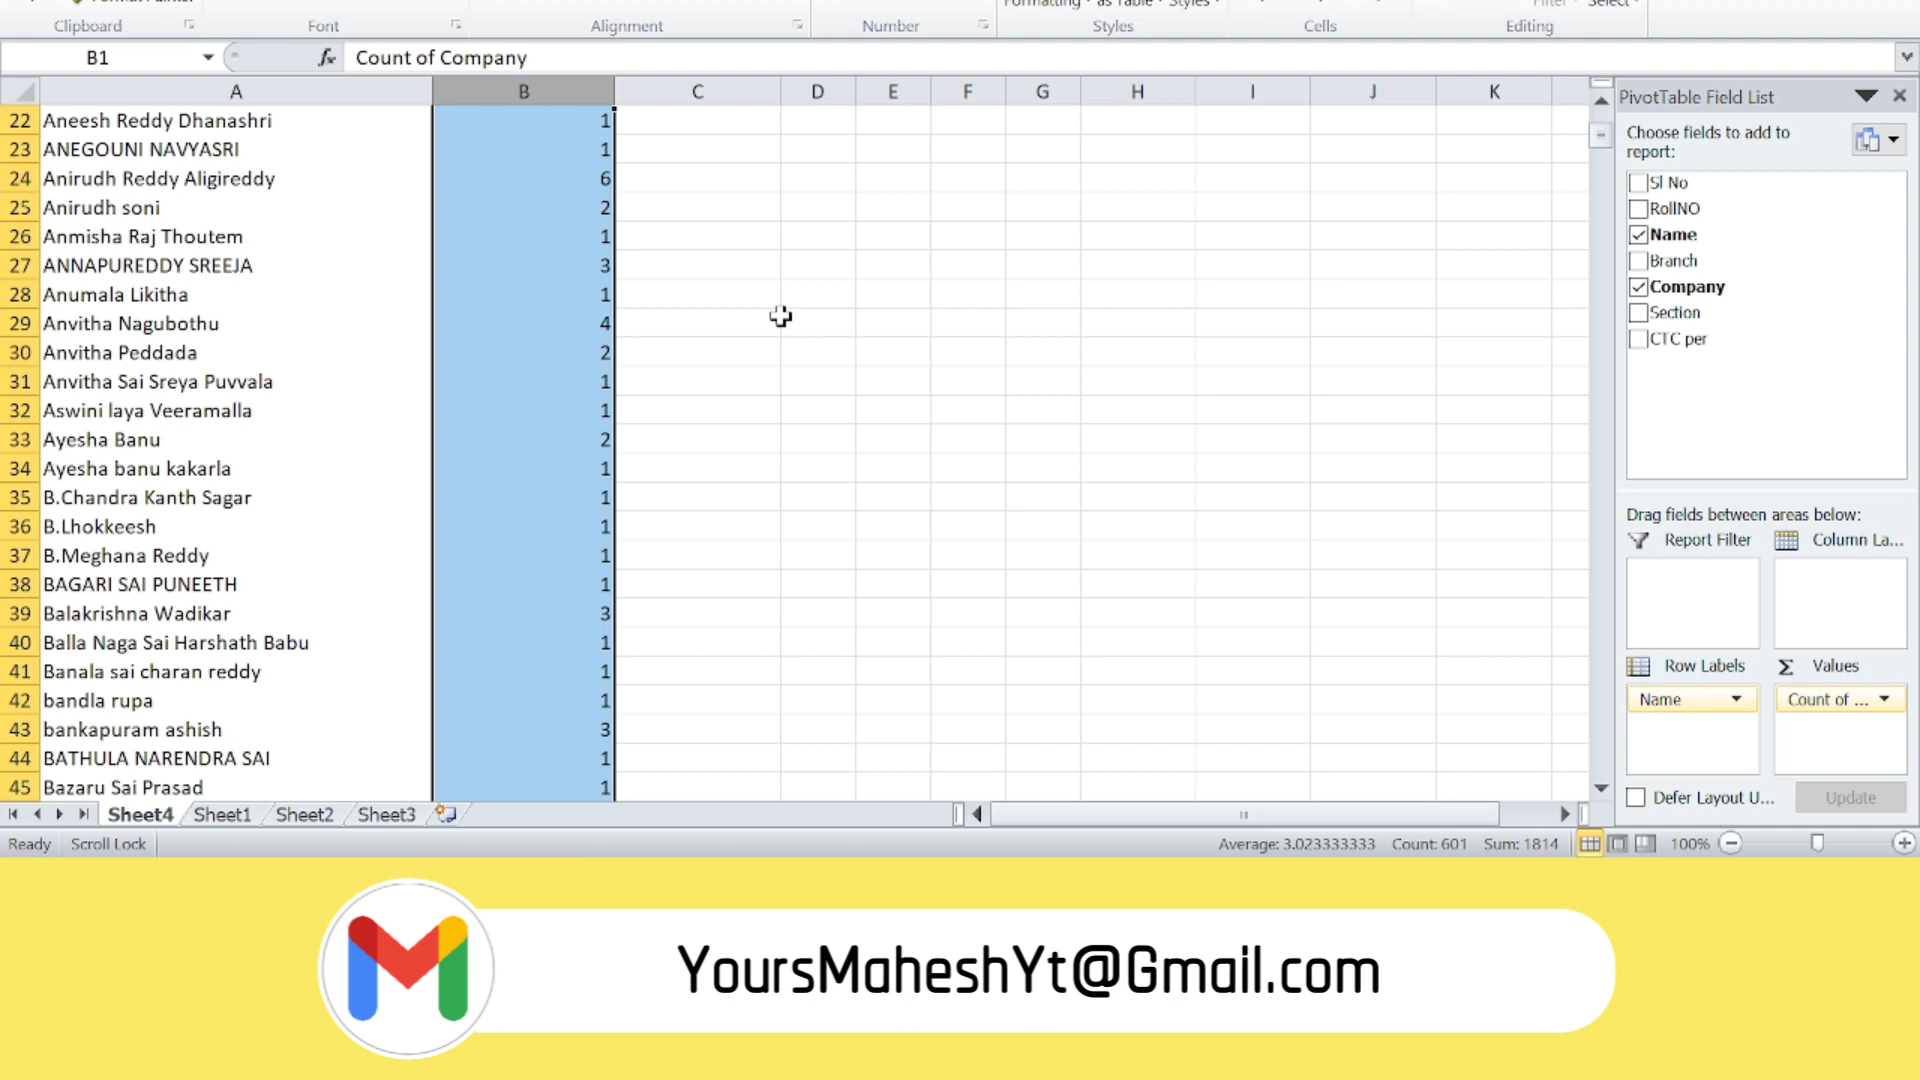 Clipboard Font Alignment Number Styles Cells Editing
Formatting as Table Styles Filter Select
B1 fx Count of Company
A B C D E F G H I J K
22 Aneesh Reddy Dhanashri 1
23 ANEGOUNI NAVYASRI 1
24 Anirudh Reddy Aligireddy 6
25 Anirudh soni 2
26 Anmisha Raj Thoutem 1
27 ANNAPUREDDY SREEJA 3
28 Anumala Likitha 1
29 Anvitha Nagubothu 4
30 Anvitha Peddada 2
31 Anvitha Sai Sreya Puvvala 1
32 Aswini laya Veeramalla 1
33 Ayesha Banu 2
34 Ayesha banu kakarla 1
35 B.Chandra Kanth Sagar 1
36 B.Lhokkeesh 1
37 B.Meghana Reddy 1
38 BAGARI SAI PUNEETH 1
39 Balakrishna Wadikar 3
40 Balla Naga Sai Harshath Babu 1
41 Banala sai charan reddy 1
42 bandla rupa 1
43 bankapuram ashish 3
44 BATHULA NARENDRA SAI 1
45 Bazaru Sai Prasad 1
PivotTable Field List
Choose fields to add to
report:
Sl No
RollNO
Name
Branch
Company
Section
CTC per
Drag fields between areas below:
Report Filter Column La...
Row Labels Σ Values
Name Count of ...
Defer Layout U... Update
Sheet4 Sheet1 Sheet2 Sheet3
Ready Scroll Lock Average: 3.023333333 Count: 601 Sum: 1814 100%
YoursMaheshYt@Gmail.com